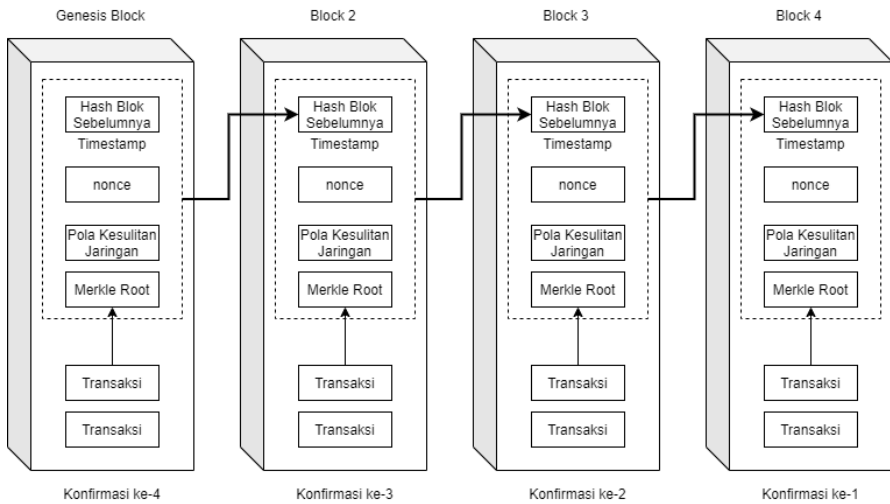 Genesis Block
Hash Blok
Sebelumnya
Timestamp
nonce
Pola Kesulitan
Jaringan
Merkle Root
Transaksi
Transaksi
Konfirmasi ke-4
Block 2
Hash Blok
Sebelumnya
Timestamp
nonce
Pola Kesulitan
Jaringan
Merkle Root
Transaksi
Transaksi
Konfirmasi ke-3
Block 3
Hash Blok
Sebelumnya
Timestamp
nonce
Pola Kesulitan
Jaringan
Merkle Root
Transaksi
Transaksi
Konfirmasi ke-2
Block 4
Hash Blok
Sebelumnya
Timestamp
nonce
Pola Kesulitan
Jaringan
Merkle Root
Transaksi
Transaksi
Konfirmasi ke-1